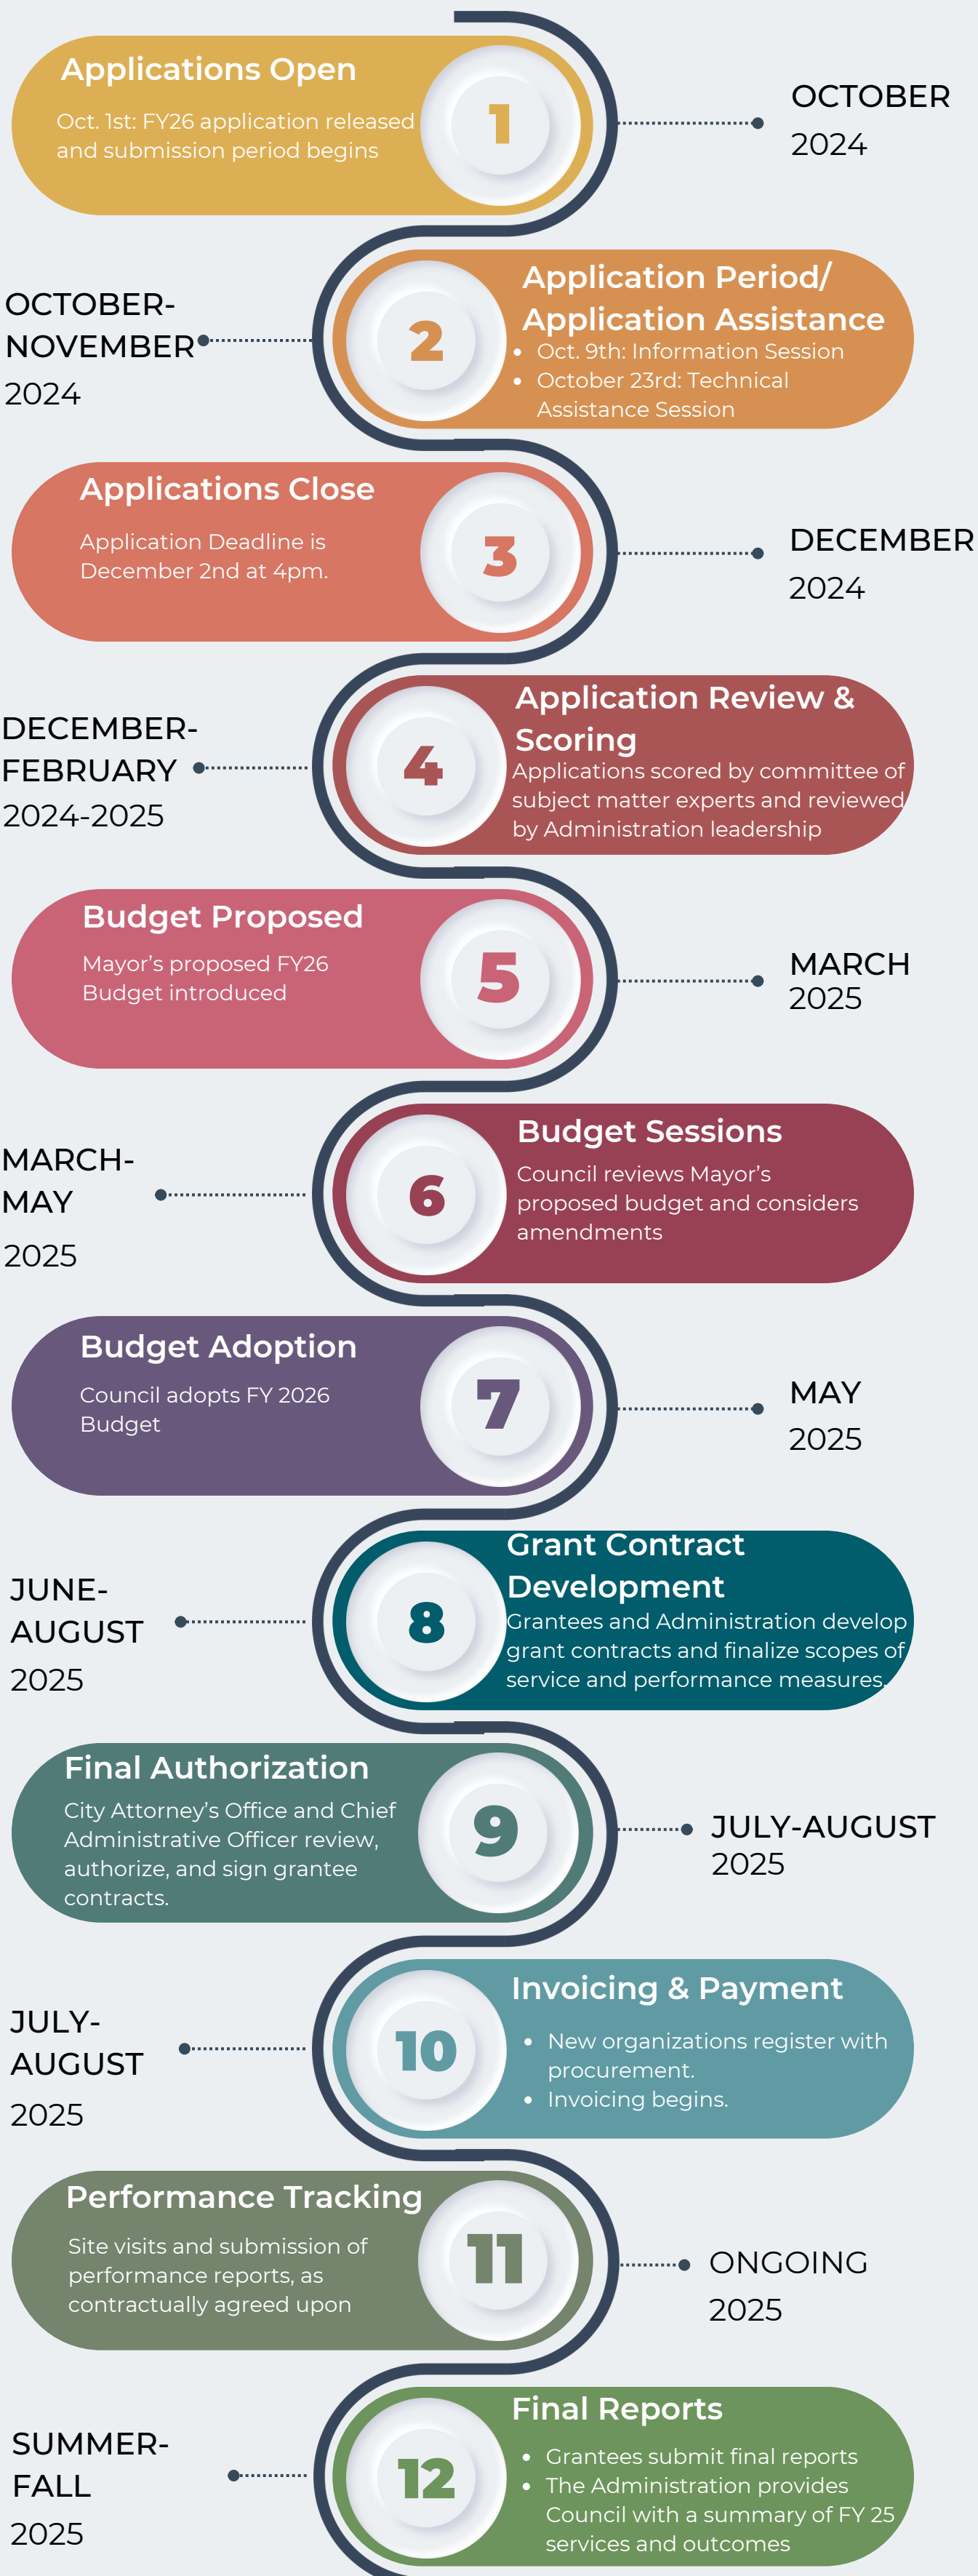 Applications Open
Oct. 1st: FY26 application released
and submission period begins
1
OCTOBER
2024
OCTOBER-
NOVEMBER
2024
2
Application Period/
Application Assistance
• Oct. 9th: Information Session
• October 23rd: Technical
Assistance Session
Applications Close
Application Deadline is
December 2nd at 4pm.
3
DECEMBER
2024
DECEMBER-
FEBRUARY
2024-2025
4
Application Review &
Scoring
Applications scored by committee of
subject matter experts and reviewed
by Administration leadership
Budget Proposed
Mayor’s proposed FY26
Budget introduced
5
MARCH
2025
MARCH-
MAY
2025
6
Budget Sessions
Council reviews Mayor’s
proposed budget and considers
amendments
Budget Adoption
Council adopts FY 2026
Budget
7
MAY
2025
JUNE-
AUGUST
2025
8
Grant Contract
Development
Grantees and Administration develop
grant contracts and finalize scopes of
service and performance measures.
Final Authorization
City Attorney’s Office and Chief
Administrative Officer review,
authorize, and sign grantee
contracts.
9
JULY-AUGUST
2025
JULY-
AUGUST
2025
10
Invoicing & Payment
• New organizations register with
procurement.
• Invoicing begins.
Performance Tracking
Site visits and submission of
performance reports, as
contractually agreed upon
11
ONGOING
2025
SUMMER-
FALL
2025
12
Final Reports
• Grantees submit final reports
• The Administration provides
Council with a summary of FY 25
services and outcomes